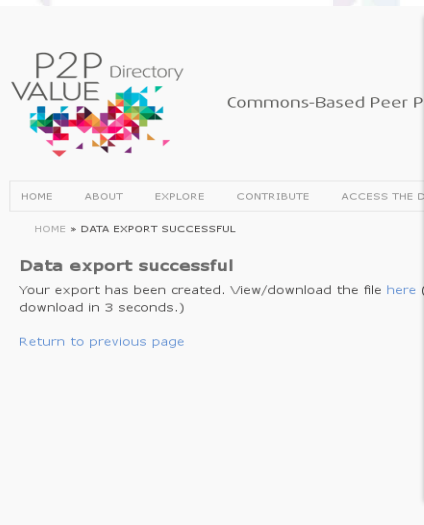 P2P Directory
VALUE
Commons-Based Peer P
HOME ABOUT EXPLORE CONTRIBUTE ACCESS THE D
HOME » DATA EXPORT SUCCESSFUL
Data export successful
Your export has been created. View/download the file here (
download in 3 seconds.)
Return to previous page